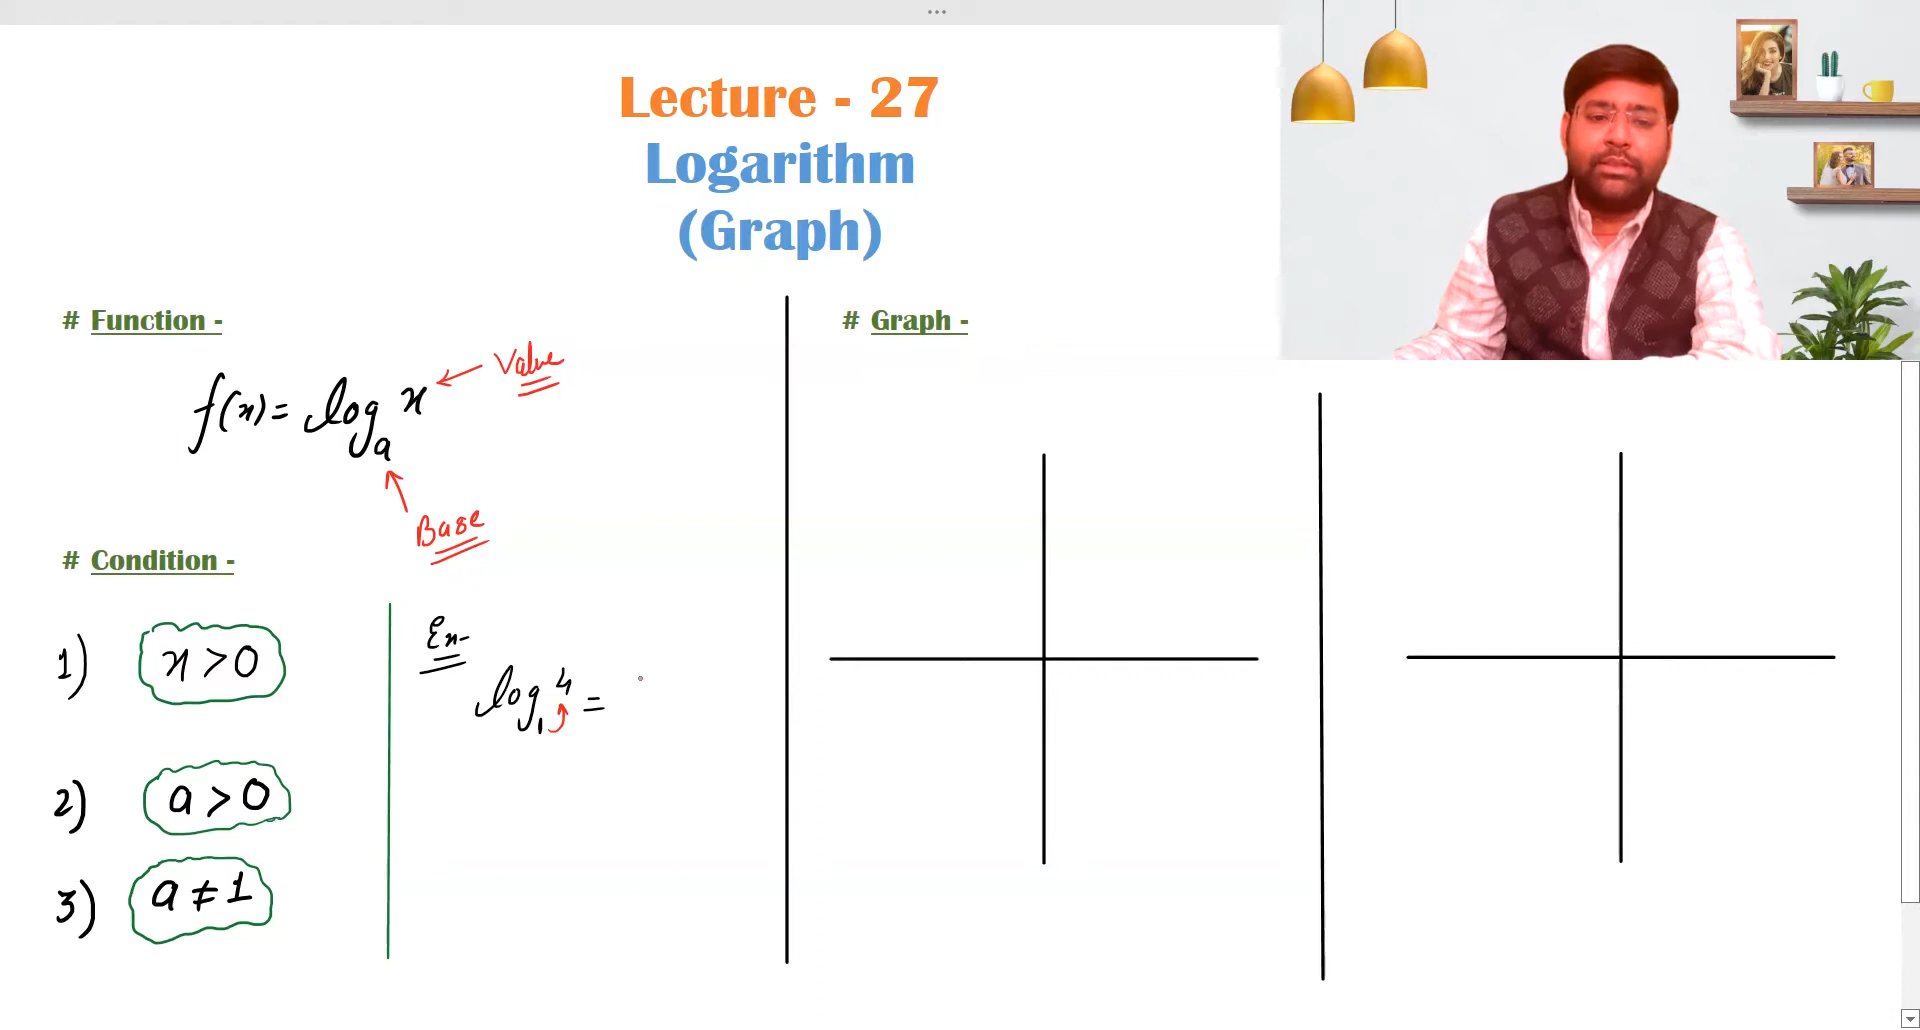 Lecture - 27
Logarithm
(Graph)
# Function -
f(x) = log_a x ← Value
Base
# Condition -
1) x > 0
2) a > 0
3) a ≠ 1
Ex-
log_1 4 =
# Graph -